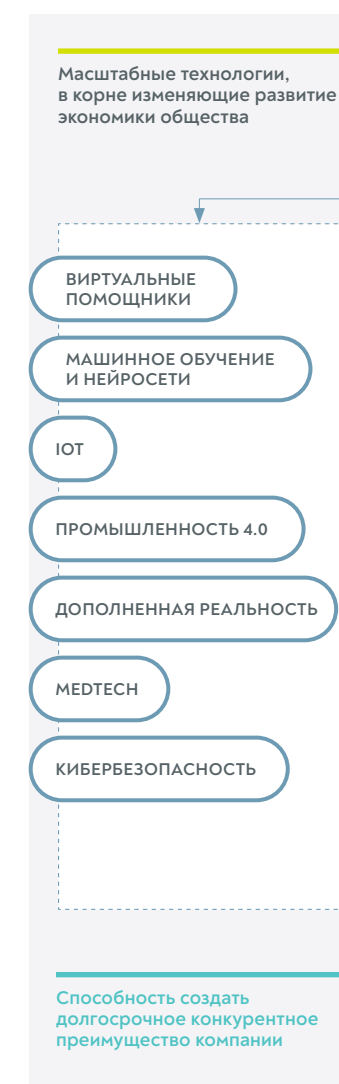 Масштабные технологии,
в корне изменяющие развитие
экономики общества
ВИРТУАЛЬНЫЕ
ПОМОЩНИКИ
МАШИННОЕ ОБУЧЕНИЕ
И НЕЙРОСЕТИ
IOT
ПРОМЫШЛЕННОСТЬ 4.0
ДОПОЛНЕННАЯ РЕАЛЬНОСТЬ
MEDTECH
КИБЕРБЕЗОПАСНОСТЬ
Способность создать
долгосрочное конкурентное
преимущество компании